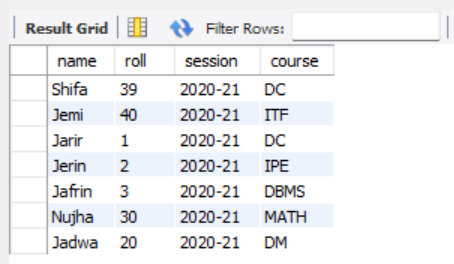 Result Grid Filter Rows:
name roll session course
Shifa 39 2020-21 DC
Jemi 40 2020-21 ITF
Jarir 1 2020-21 DC
Jerin 2 2020-21 IPE
Jafrin 3 2020-21 DBMS
Nujha 30 2020-21 MATH
Jadwa 20 2020-21 DM